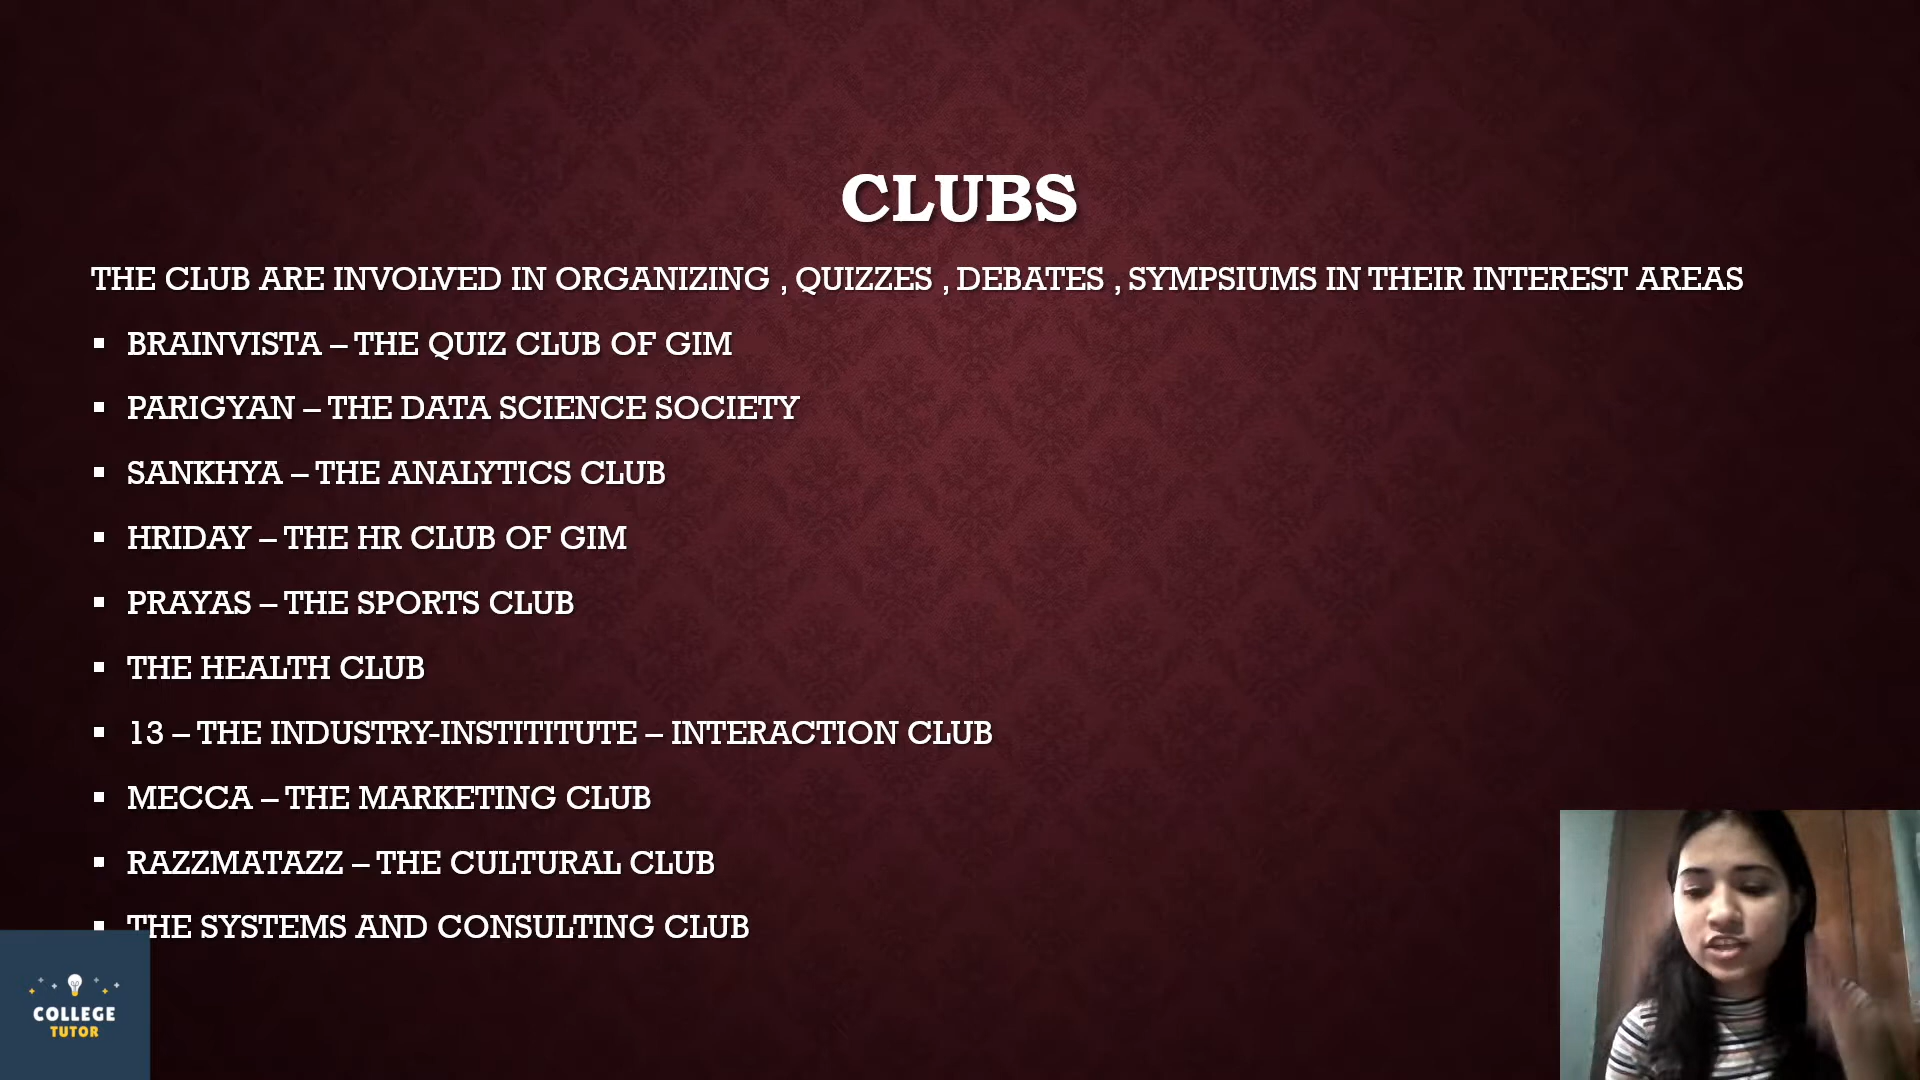 CLUBS
THE CLUB ARE INVOLVED IN ORGANIZING , QUIZZES , DEBATES , SYMPSIUMS IN THEIR INTEREST AREAS
▪ BRAINVISTA – THE QUIZ CLUB OF GIM
▪ PARIGYAN – THE DATA SCIENCE SOCIETY
▪ SANKHYA – THE ANALYTICS CLUB
▪ HRIDAY – THE HR CLUB OF GIM
▪ PRAYAS – THE SPORTS CLUB
▪ THE HEALTH CLUB
▪ 13 – THE INDUSTRY-INSTITITUTE – INTERACTION CLUB
▪ MECCA – THE MARKETING CLUB
▪ RAZZMATAZZ – THE CULTURAL CLUB
▪ THE SYSTEMS AND CONSULTING CLUB
COLLEGE
TUTOR